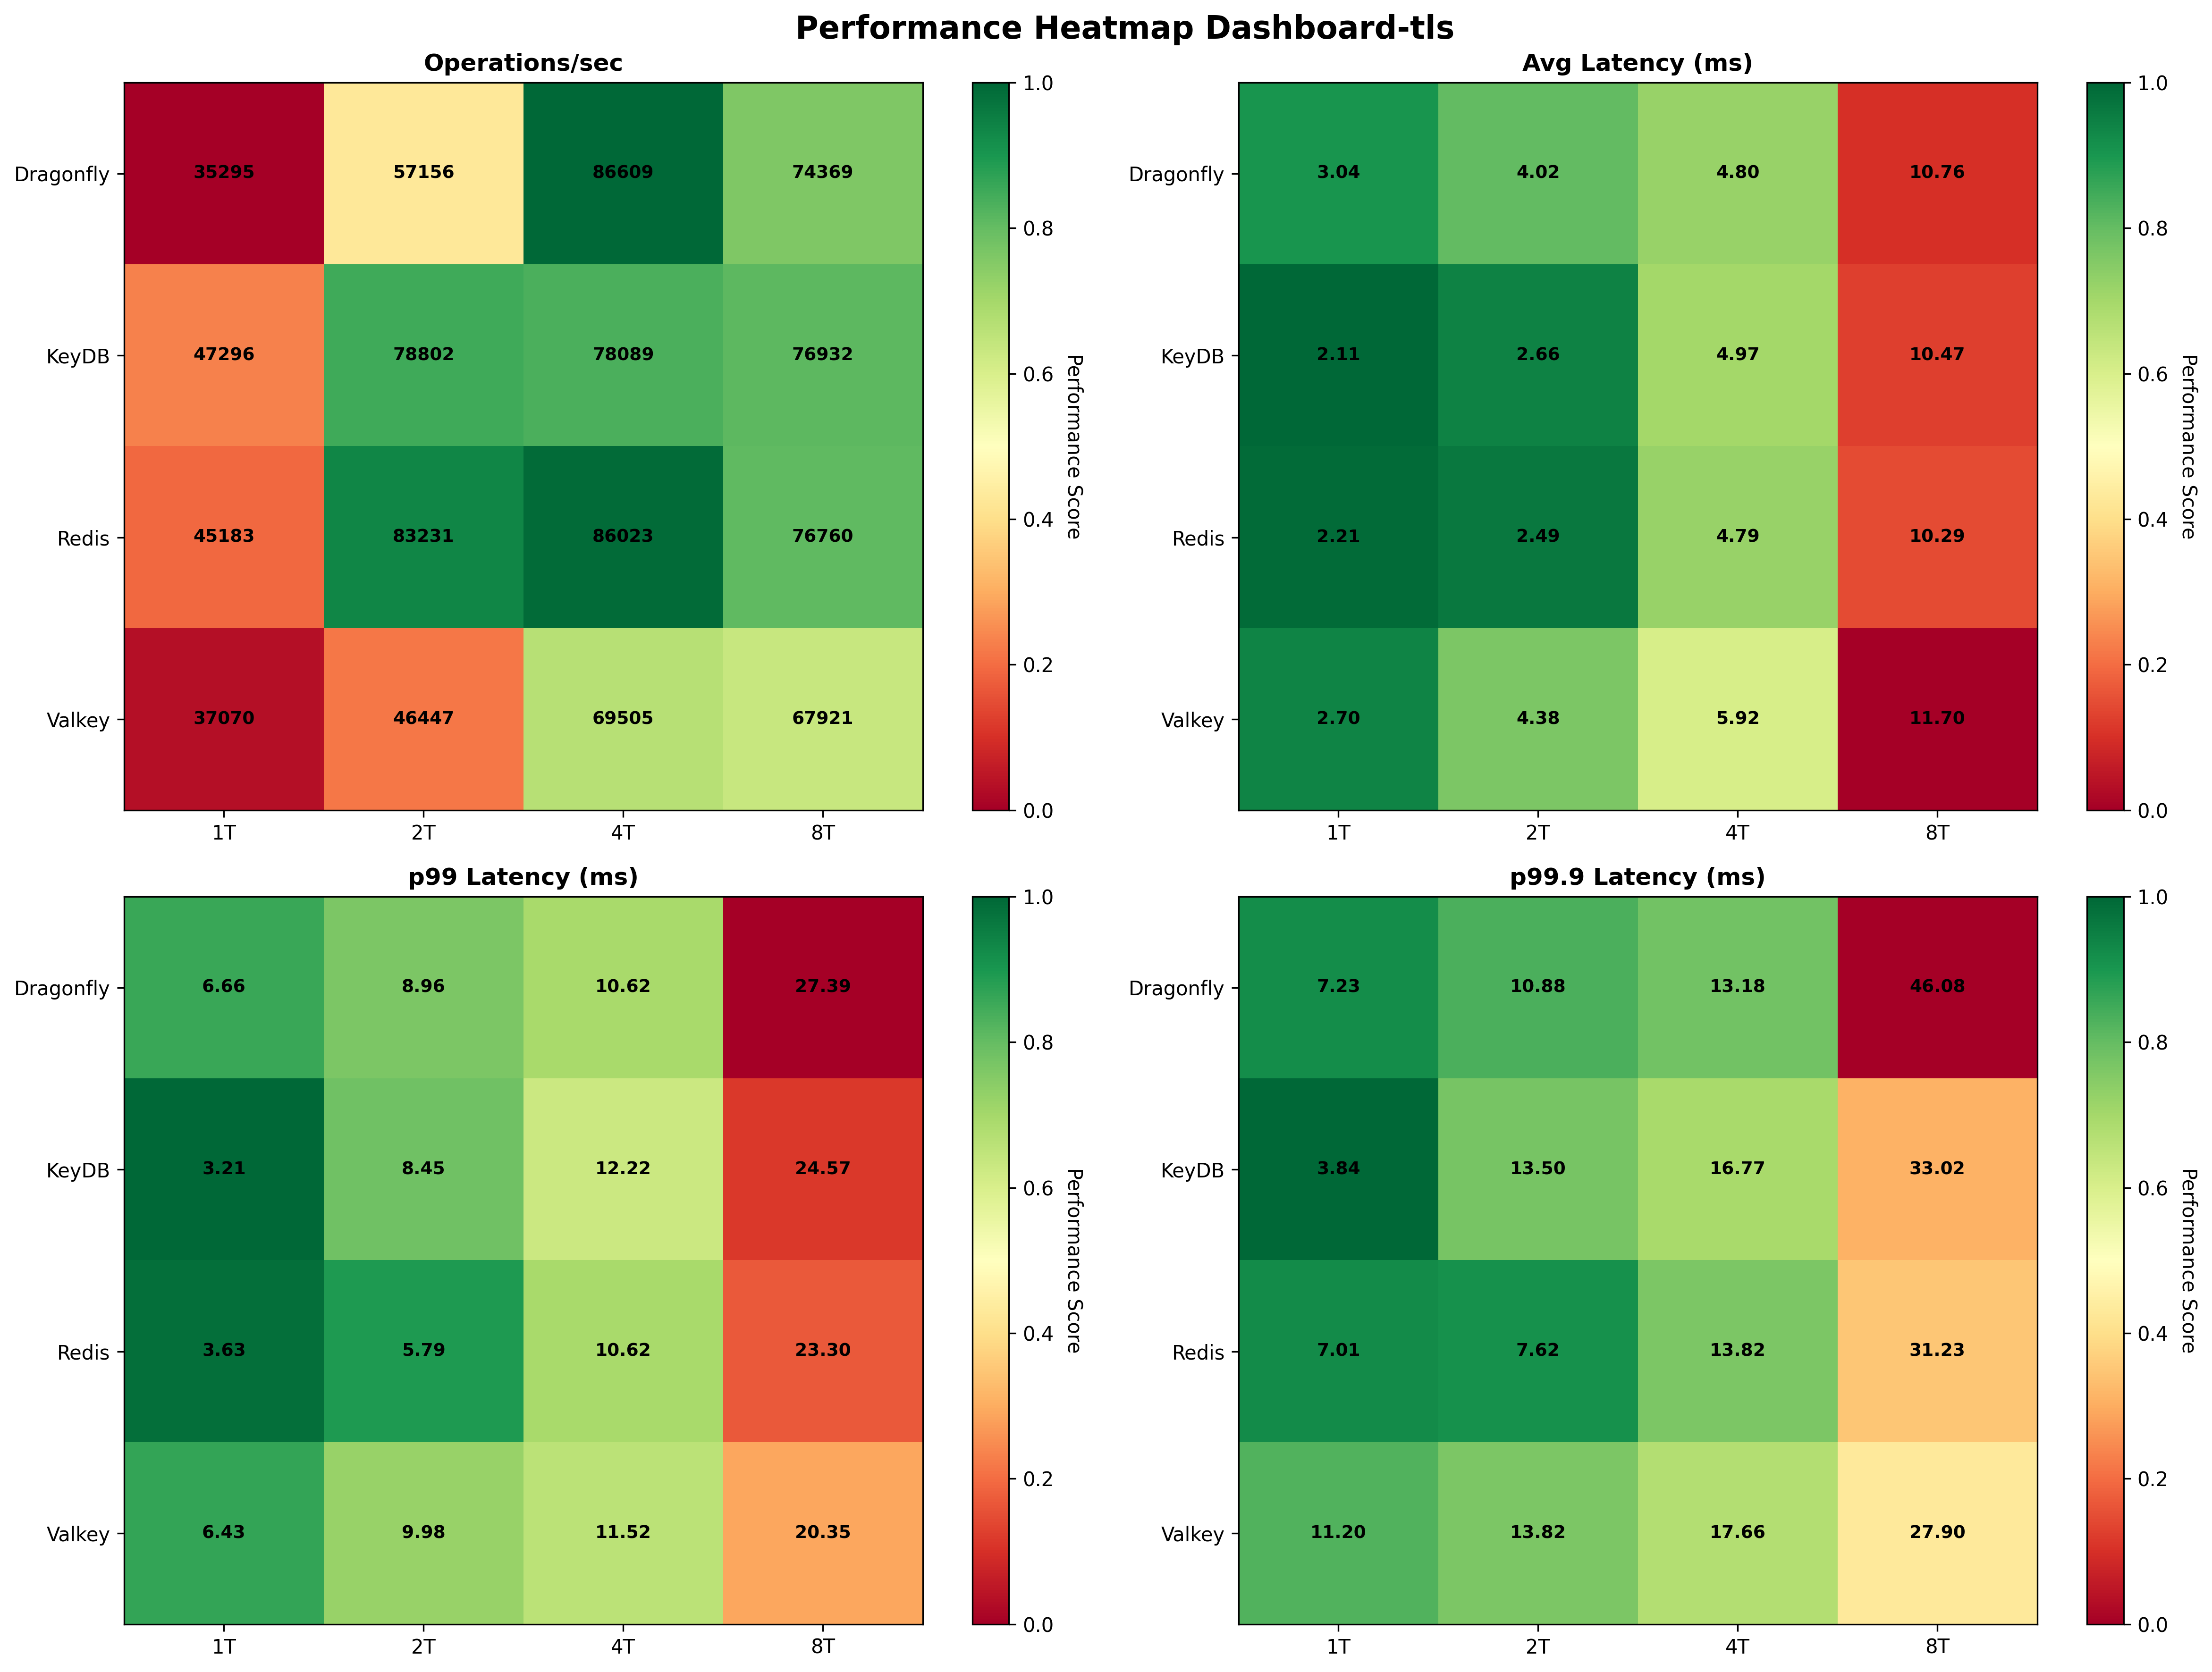 Performance Heatmap Dashboard-tls
Operations/sec
Dragonfly 35295 57156 86609 74369
KeyDB 47296 78802 78089 76932
Redis 45183 83231 86023 76760
Valkey 37070 46447 69505 67921
1T 2T 4T 8T
1.0
0.8
0.6
0.4
0.2
0.0
Performance Score
Avg Latency (ms)
Dragonfly 3.04 4.02 4.80 10.76
KeyDB 2.11 2.66 4.97 10.47
Redis 2.21 2.49 4.79 10.29
Valkey 2.70 4.38 5.92 11.70
1T 2T 4T 8T
1.0
0.8
0.6
0.4
0.2
0.0
Performance Score
p99 Latency (ms)
Dragonfly 6.66 8.96 10.62 27.39
KeyDB 3.21 8.45 12.22 24.57
Redis 3.63 5.79 10.62 23.30
Valkey 6.43 9.98 11.52 20.35
1T 2T 4T 8T
1.0
0.8
0.6
0.4
0.2
0.0
Performance Score
p99.9 Latency (ms)
Dragonfly 7.23 10.88 13.18 46.08
KeyDB 3.84 13.50 16.77 33.02
Redis 7.01 7.62 13.82 31.23
Valkey 11.20 13.82 17.66 27.90
1T 2T 4T 8T
1.0
0.8
0.6
0.4
0.2
0.0
Performance Score